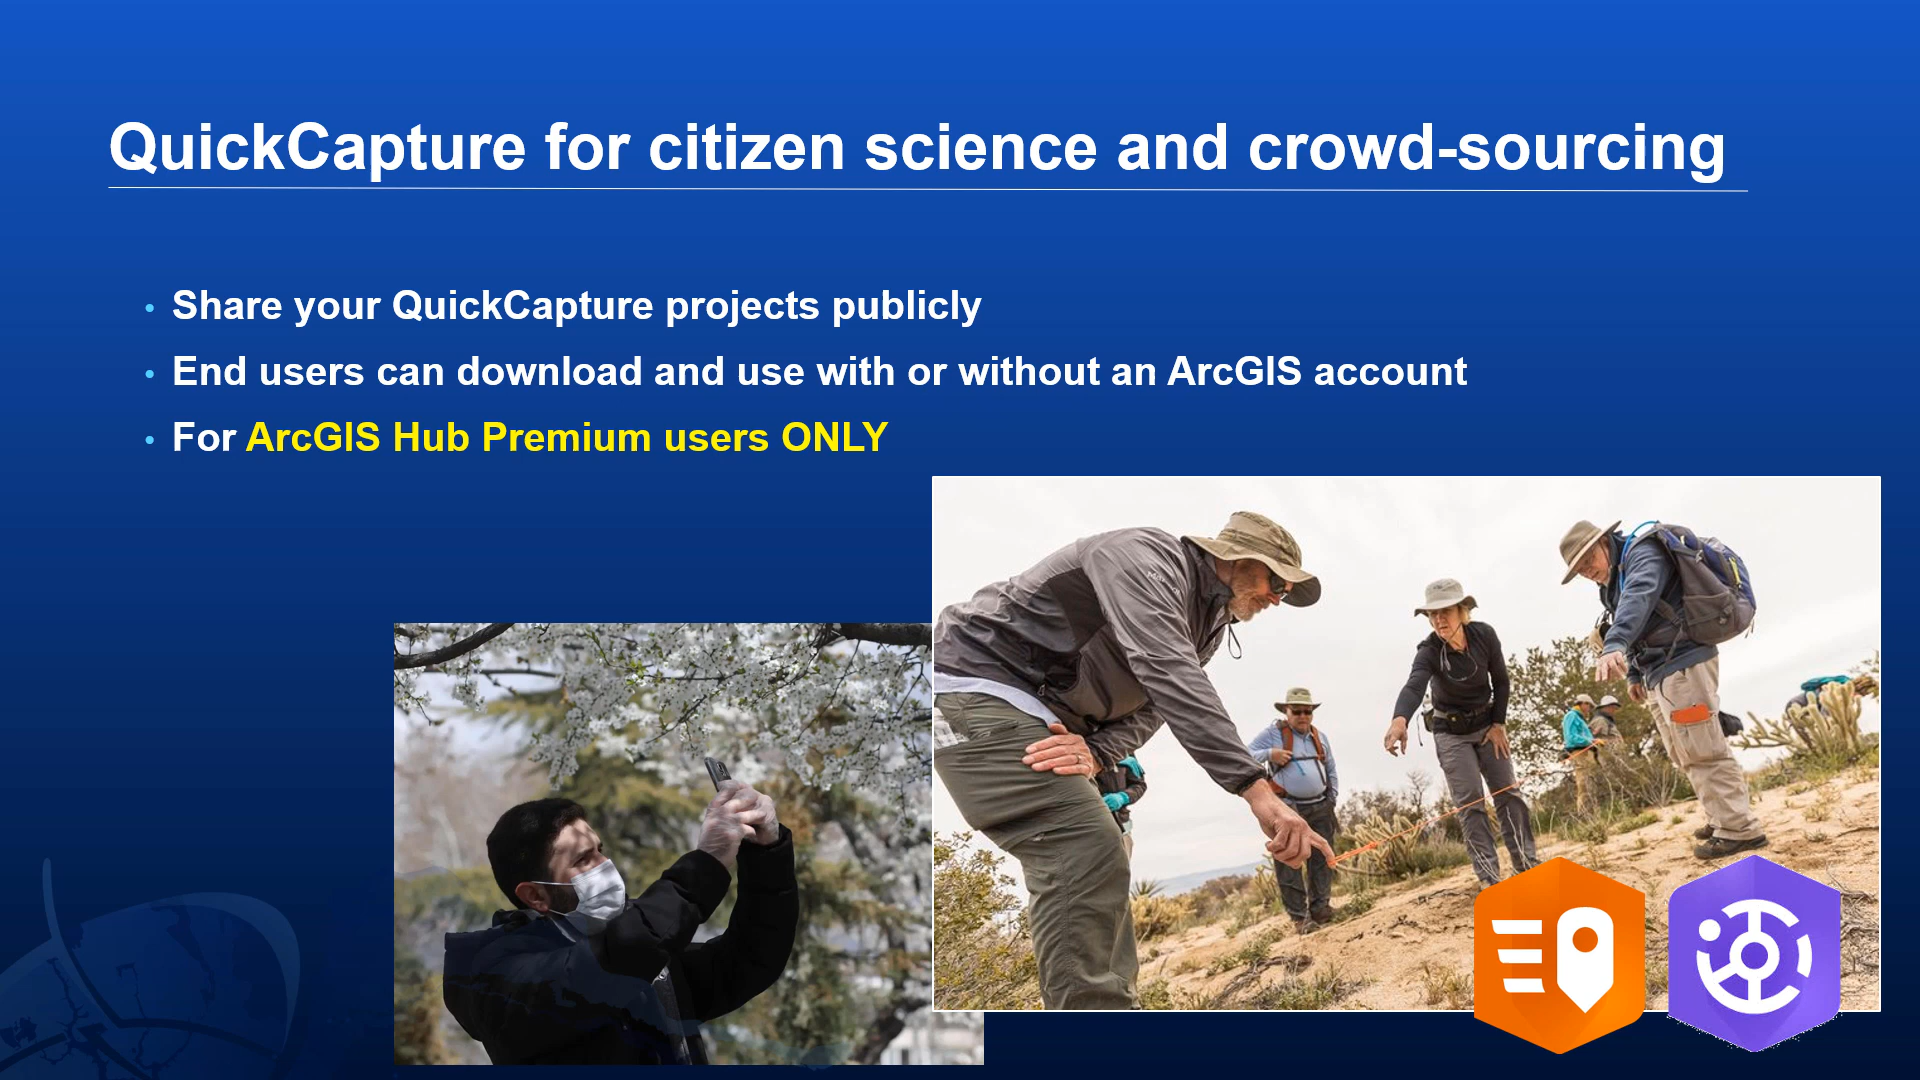 QuickCapture for citizen science and crowd-sourcing
• Share your QuickCapture projects publicly
• End users can download and use with or without an ArcGIS account
• For ArcGIS Hub Premium users ONLY